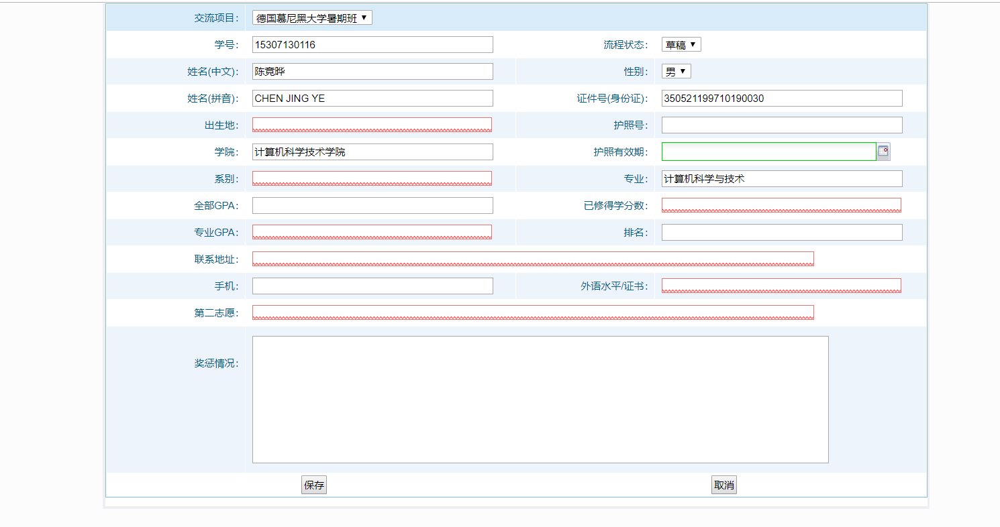 交流项目： 德国慕尼黑大学暑期班
学号： 15307130116 流程状态： 草稿
姓名(中文)： 陈竞晔 性别： 男
姓名(拼音)： CHEN JING YE 证件号(身份证)： 350521199710190030
出生地： 护照号：
学院： 计算机科学技术学院 护照有效期：
系别： 专业： 计算机科学与技术
全部GPA： 已修得学分数：
专业GPA： 排名：
联系地址：
手机： 外语水平/证书：
第二志愿：
奖惩情况：
保存 取消